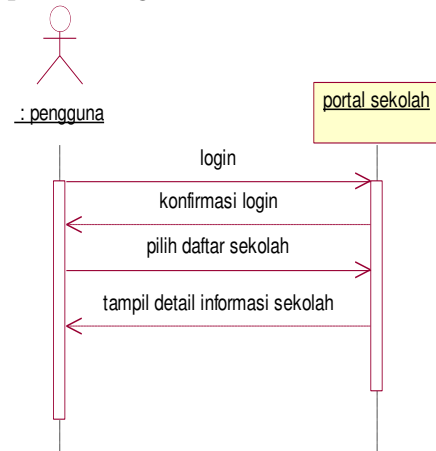 : pengguna
portal sekolah
login
konfirmasi login
pilih daftar sekolah
tampil detail informasi sekolah